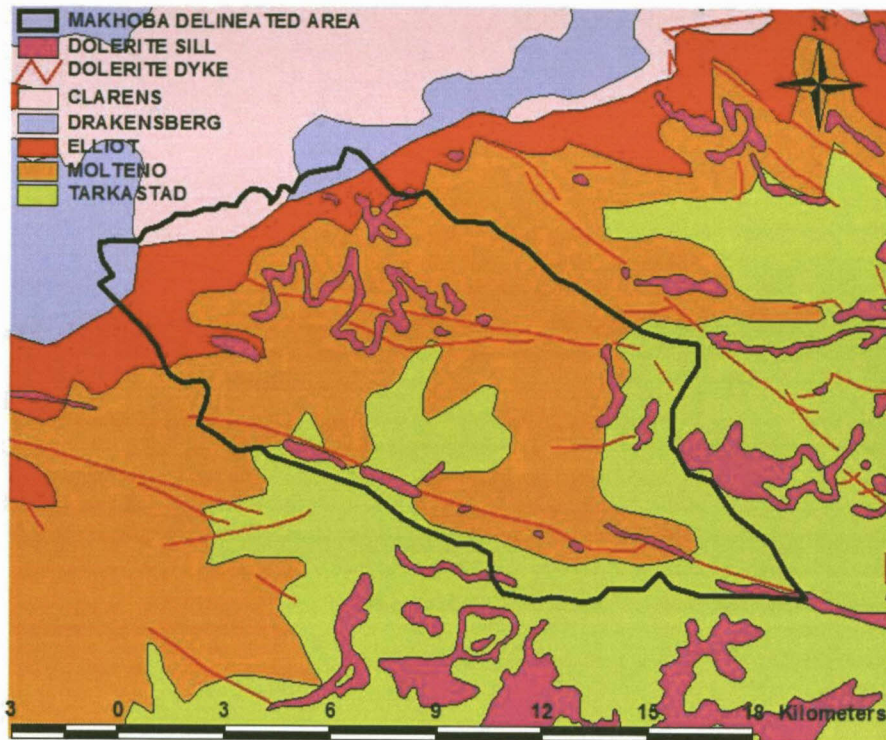 MAKHOBA DELINEATED AREA
DOLERITE SILL
DOLERITE DYKE
CLARENS
DRAKENSBERG
ELLIOT
MOLTENO
TARKASTAD
N
3 0 3 6 9 12 15 18 Kilometers